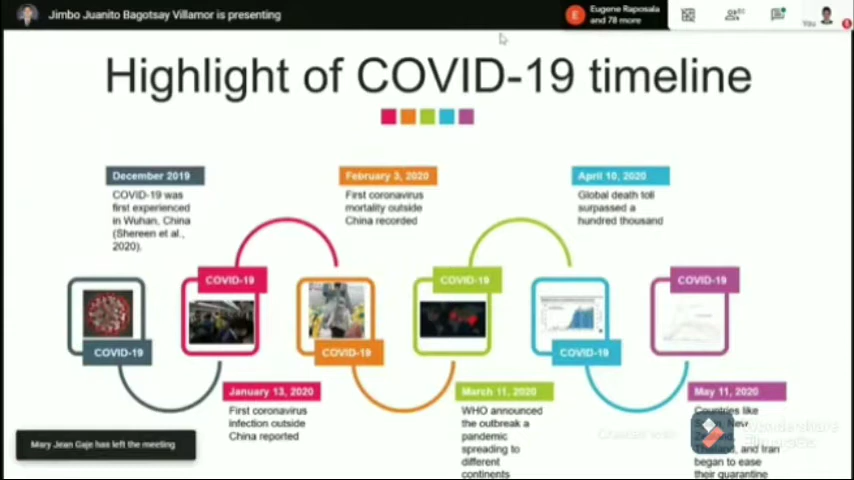 Jimbo Juanito Bagotsay Villamor is presenting
E
Eugene Raposala
and 78 more
You
Highlight of COVID-19 timeline
December 2019
COVID-19 was
first experienced
in Wuhan, China
(Shereen et al.,
2020).
February 3, 2020
First coronavirus
mortality outside
China recorded
April 10, 2020
Global death toll
surpassed a
hundred thousand
COVID-19
COVID-19
COVID-19
COVID-19
COVID-19
COVID-19
January 13, 2020
First coronavirus
infection outside
China reported
March 11, 2020
WHO announced
the outbreak a
pandemic
spreading to
different
continents
May 11, 2020
Countries like
and Iran
began to ease
their quarantine
Mary Jean Gaje has left the meeting